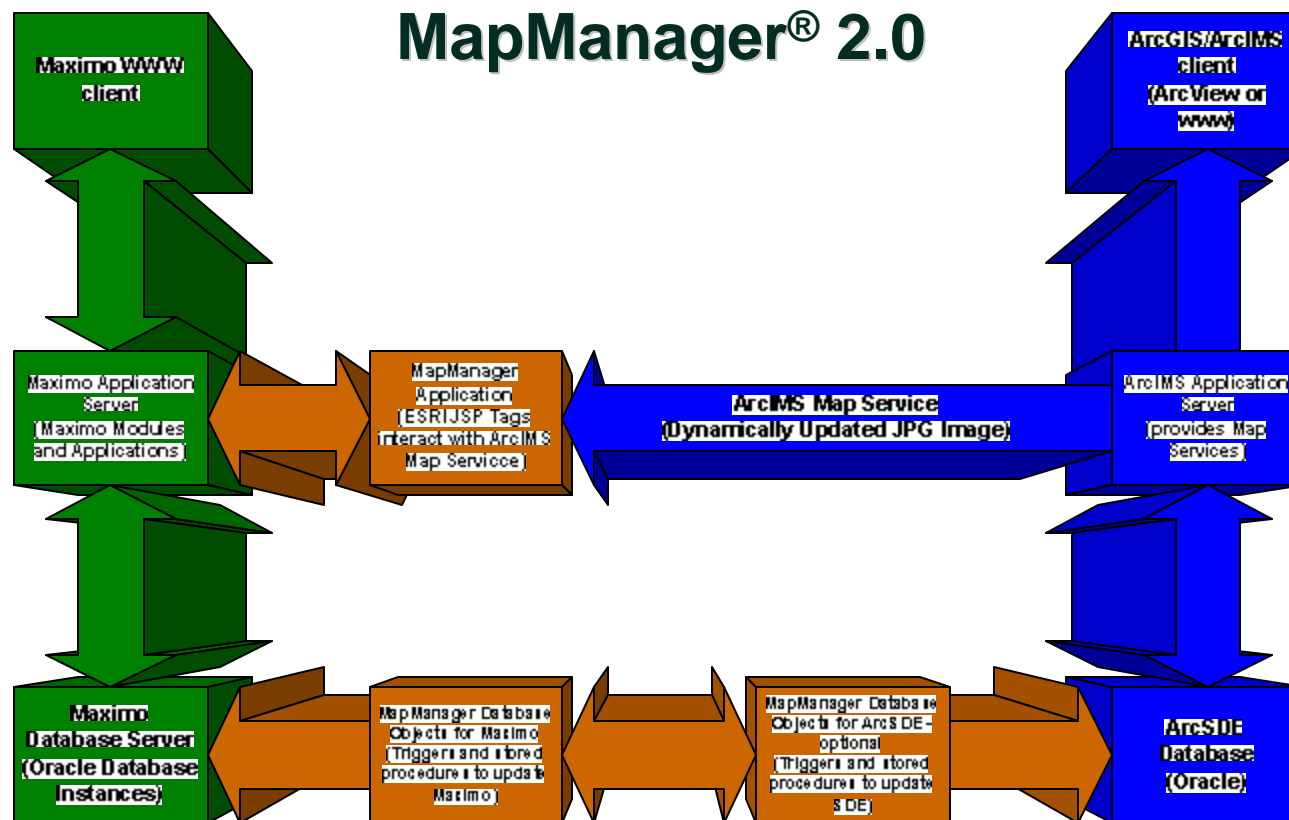 MapManager® 2.0
Maximo WWW
client
ArcGIS/ArcIMS
client
(ArcView or
www)
Maximo Application
Server
(Maximo Modules
and Applications)
MapManager
Application
(ESRI JSP Tags
interact with ArcIMS
Map Servicce)
ArcIMS Map Service
(Dynamically Updated JPG Image)
ArcIMS Application
Server
(provides Map
Services)
Maximo
Database Server
(Oracle Database
Instances)
MapManager Database
Objects for Maximo
(Triggers and stored
procedures to update
Maximo)
MapManager Database
Objects for ArcSDE-
optional
(Triggers and stored
procedures to update
SDE)
ArcSDE
Database
(Oracle)